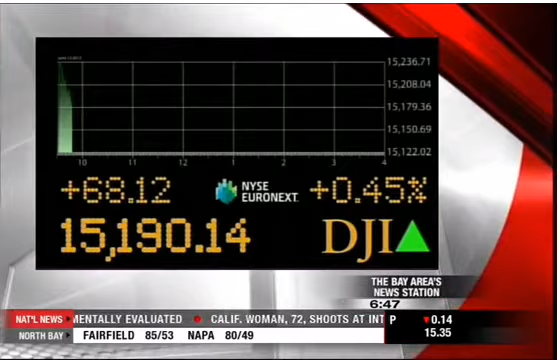 15,236.71
15,208.04
15,179.36
15,150.69
15,122.02
10 11 12 1 2 3 4
+68.12 NYSE EURONEXT +0.45%
15,190.14 DJI
THE BAY AREA'S
NEWS STATION
6:47
NAT'L NEWS MENTALLY EVALUATED CALIF. WOMAN, 72, SHOOTS AT INT P 0.14
NORTH BAY FAIRFIELD 85/53 NAPA 80/49 15.35